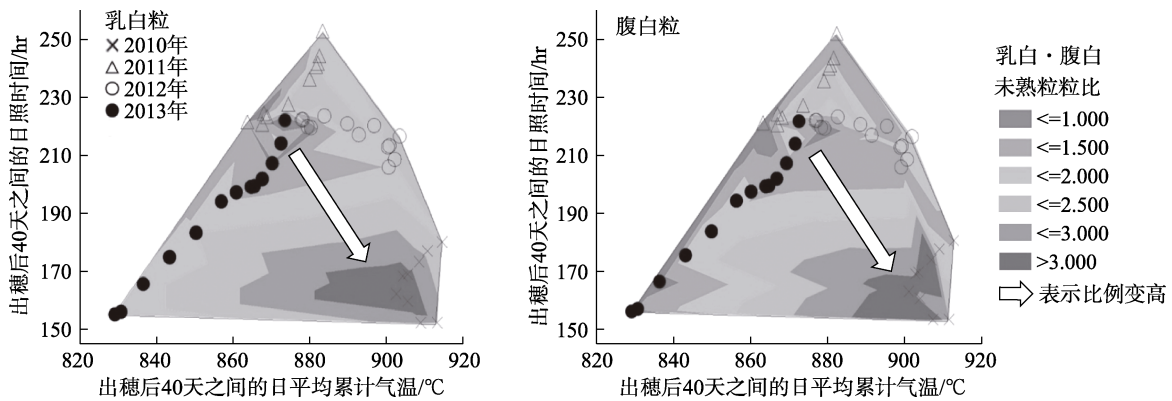 乳白粒
× 2010年
△ 2011年
○ 2012年
● 2013年
250
230
210
190
170
150
820
840
860
880
900
920
出穗后40天之间的日照时间/hr
出穗后40天之间的日平均累计气温/℃
腹白粒
250
230
210
190
170
150
820
840
860
880
900
920
出穗后40天之间的日照时间/hr
出穗后40天之间的日平均累计气温/℃
乳白·腹白
未熟粒粒比
<=1.000
<=1.500
<=2.000
<=2.500
<=3.000
>3.000
表示比例变高